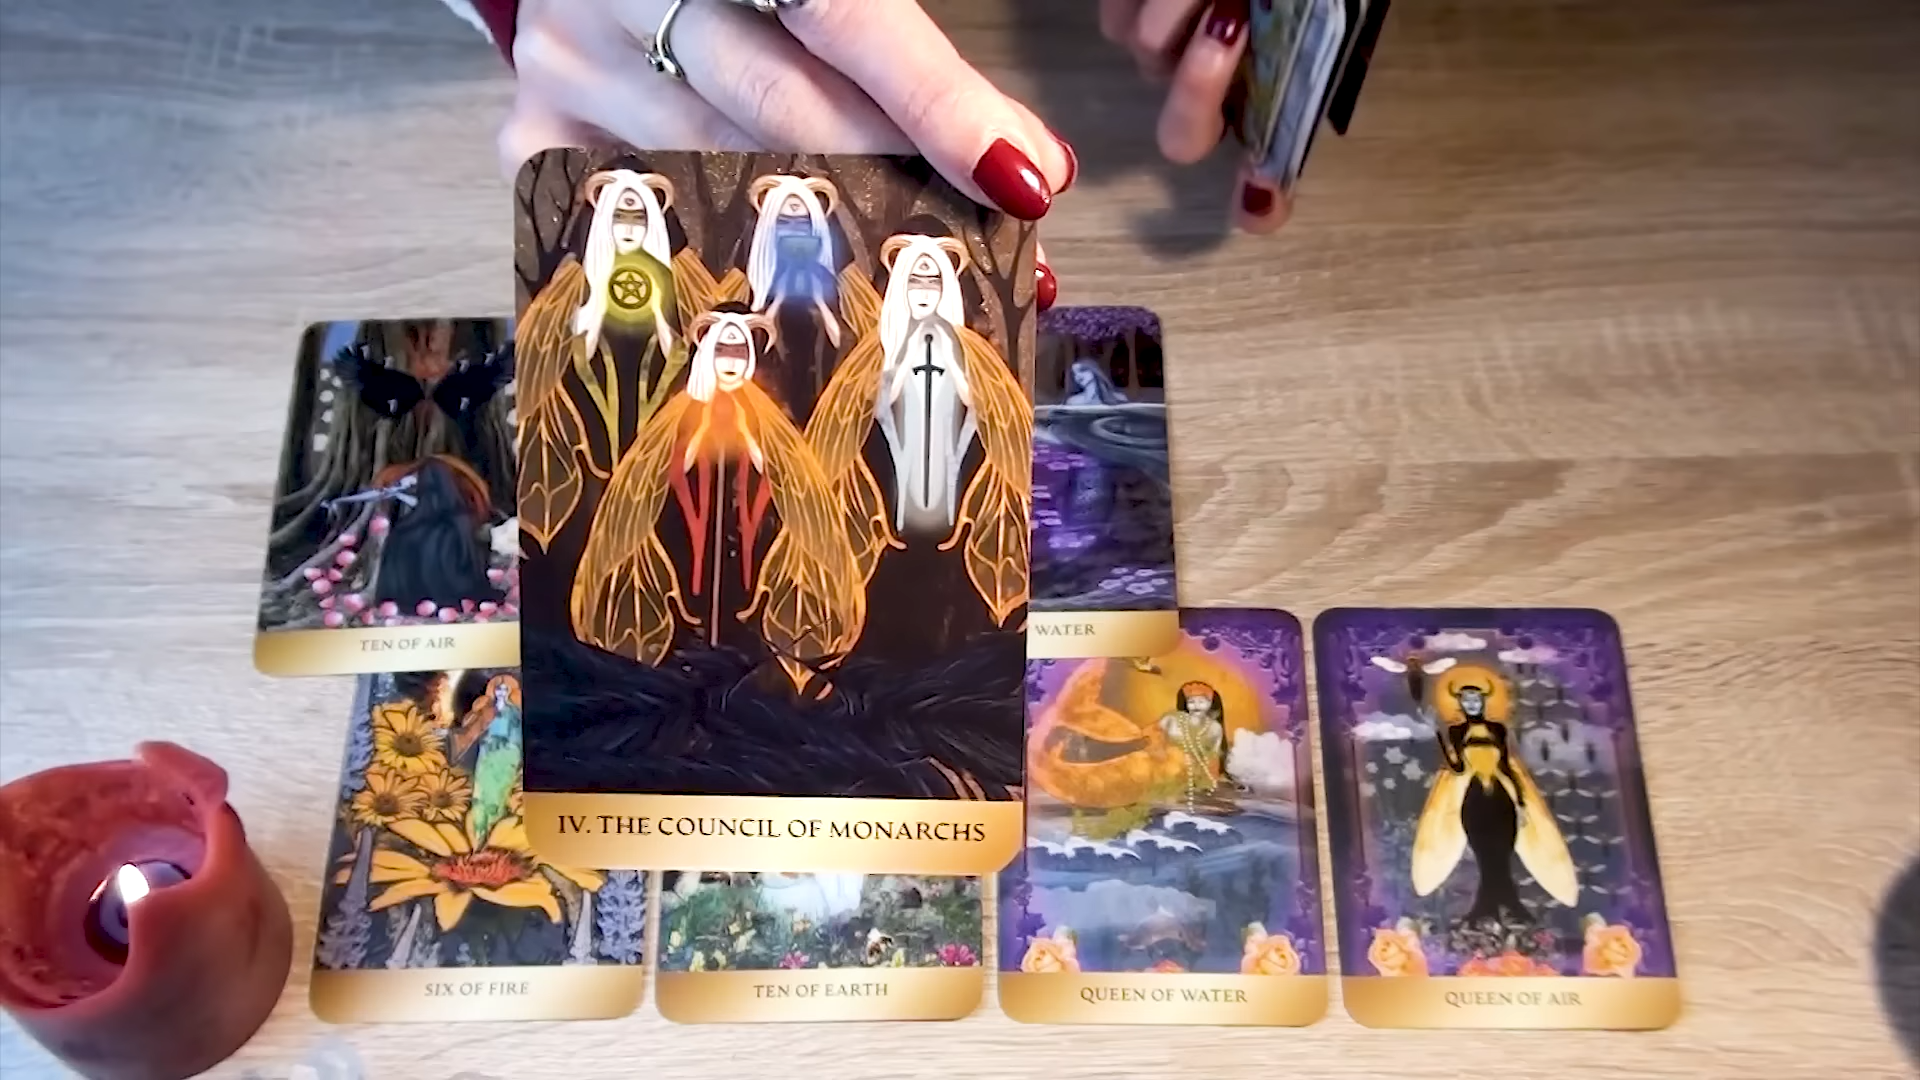 IV. THE COUNCIL OF MONARCHS
TEN OF AIR
WATER
SIX OF FIRE
TEN OF EARTH
QUEEN OF WATER
QUEEN OF AIR